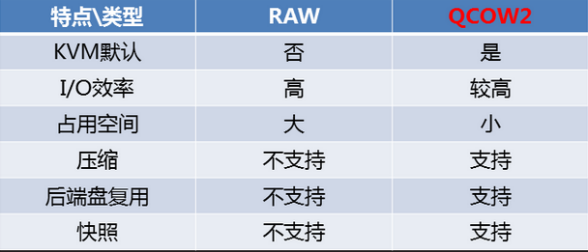 特点\类型 RAW QCOW2
KVM默认 否 是
I/O效率 高 较高
占用空间 大 小
压缩 不支持 支持
后端盘复用 不支持 支持
快照 不支持 支持